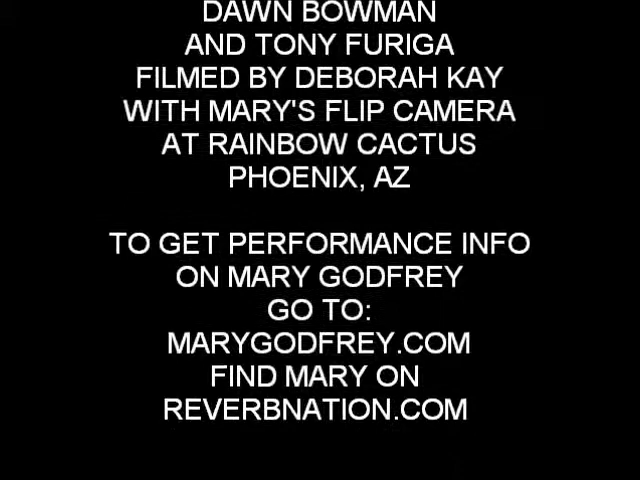 DAWN BOWMAN
AND TONY FURIGA
FILMED BY DEBORAH KAY
WITH MARY'S FLIP CAMERA
AT RAINBOW CACTUS
PHOENIX, AZ
TO GET PERFORMANCE INFO
ON MARY GODFREY
GO TO:
MARYGODFREY.COM
FIND MARY ON
REVERBNATION.COM